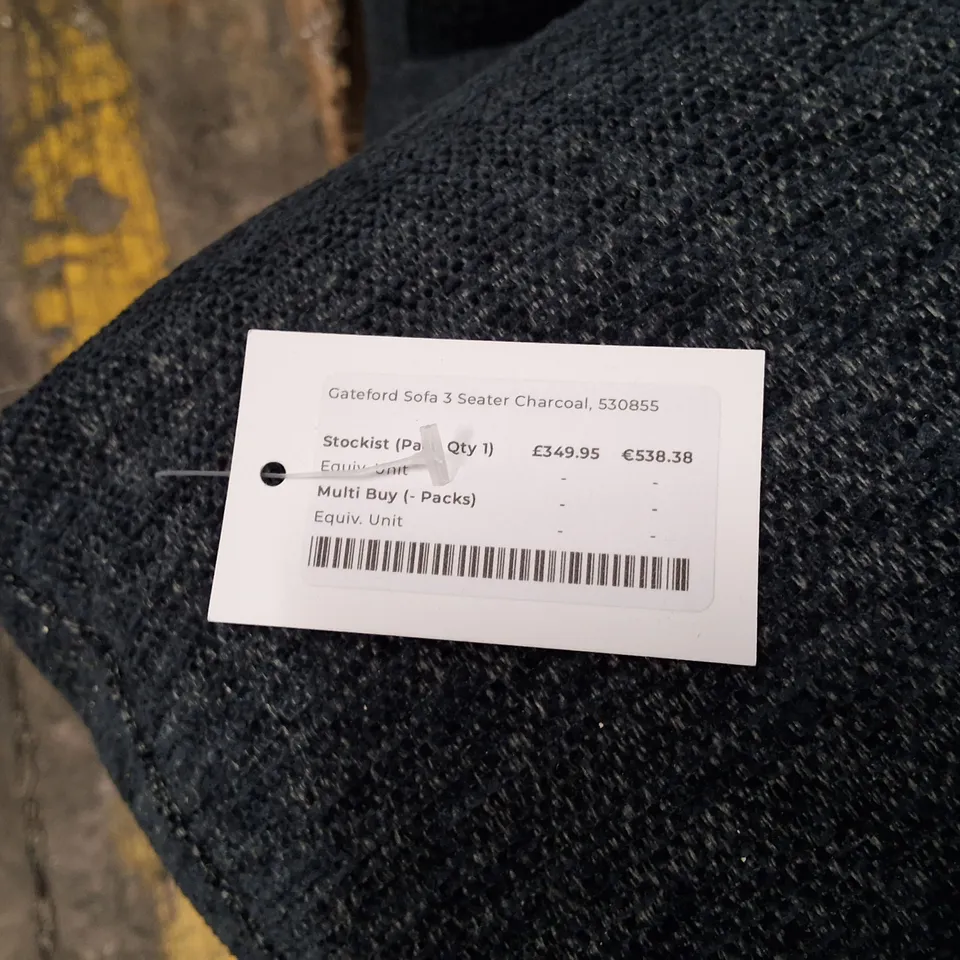 Gateford Sofa 3 Seater Charcoal, 530855
Stockist (Pa Qty 1) £349.95 €538.38
Equiv. Unit - -
Multi Buy (- Packs) - -
Equiv. Unit - -